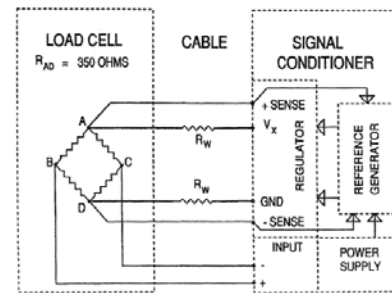 LOAD CELL
R_AD = 350 OHMS
CABLE
SIGNAL
CONDITIONER
+ SENSE
A
V_X
R_W
B
C
REGULATOR
REFERENCE
GENERATOR
R_W
D
GND
- SENSE
INPUT
POWER
SUPPLY
-
+